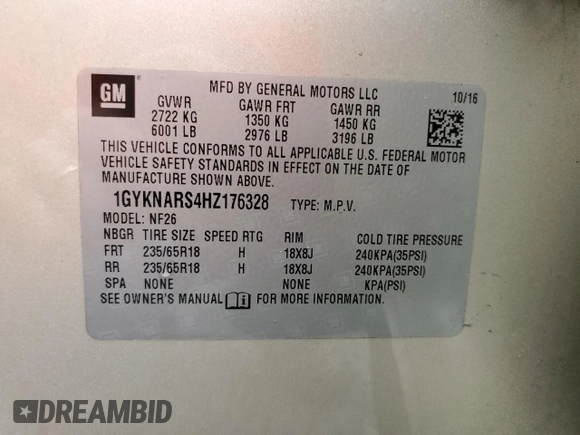 GM
MFD BY GENERAL MOTORS LLC
10/16
GVWR GAWR FRT GAWR RR
2722 KG 1350 KG 1450 KG
6001 LB 2976 LB 3196 LB
THIS VEHICLE CONFORMS TO ALL APPLICABLE U.S. FEDERAL MOTOR
VEHICLE SAFETY STANDARDS IN EFFECT ON THE DATE OF
MANUFACTURE SHOWN ABOVE.
1GYKNARS4HZ176328 TYPE: M.P.V.
MODEL: NF26
NBGR TIRE SIZE SPEED RTG RIM COLD TIRE PRESSURE
FRT 235/65R18 H 18X8J 240KPA(35PSI)
RR 235/65R18 H 18X8J 240KPA(35PSI)
SPA NONE NONE KPA(PSI)
SEE OWNER'S MANUAL FOR MORE INFORMATION.
DREAMBID